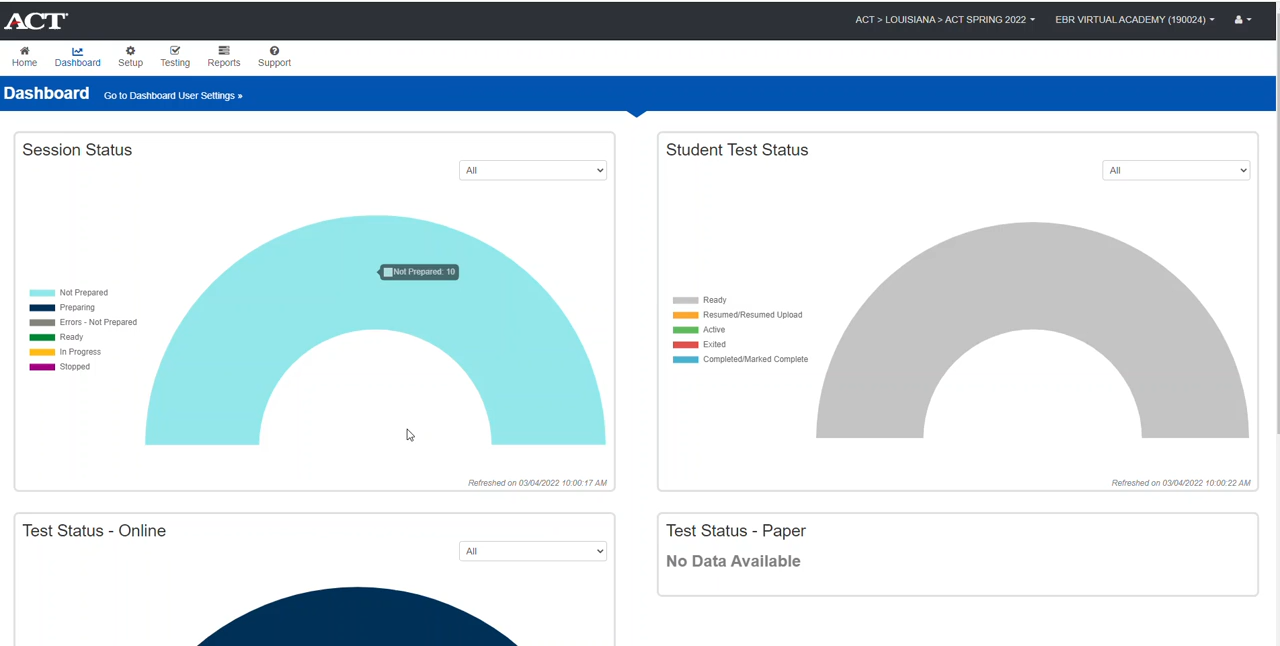 ACT
ACT > LOUISIANA > ACT SPRING 2022
EBR VIRTUAL ACADEMY (190024)
Home
Dashboard
Setup
Testing
Reports
Support
Dashboard
Go to Dashboard User Settings »
Session Status
All
Not Prepared: 10
Not Prepared
Preparing
Errors - Not Prepared
Ready
In Progress
Stopped
Refreshed on 03/04/2022 10:00:17 AM
Student Test Status
All
Ready
Resumed/Resumed Upload
Active
Exited
Completed/Marked Complete
Refreshed on 03/04/2022 10:00:22 AM
Test Status - Online
All
Test Status - Paper
No Data Available